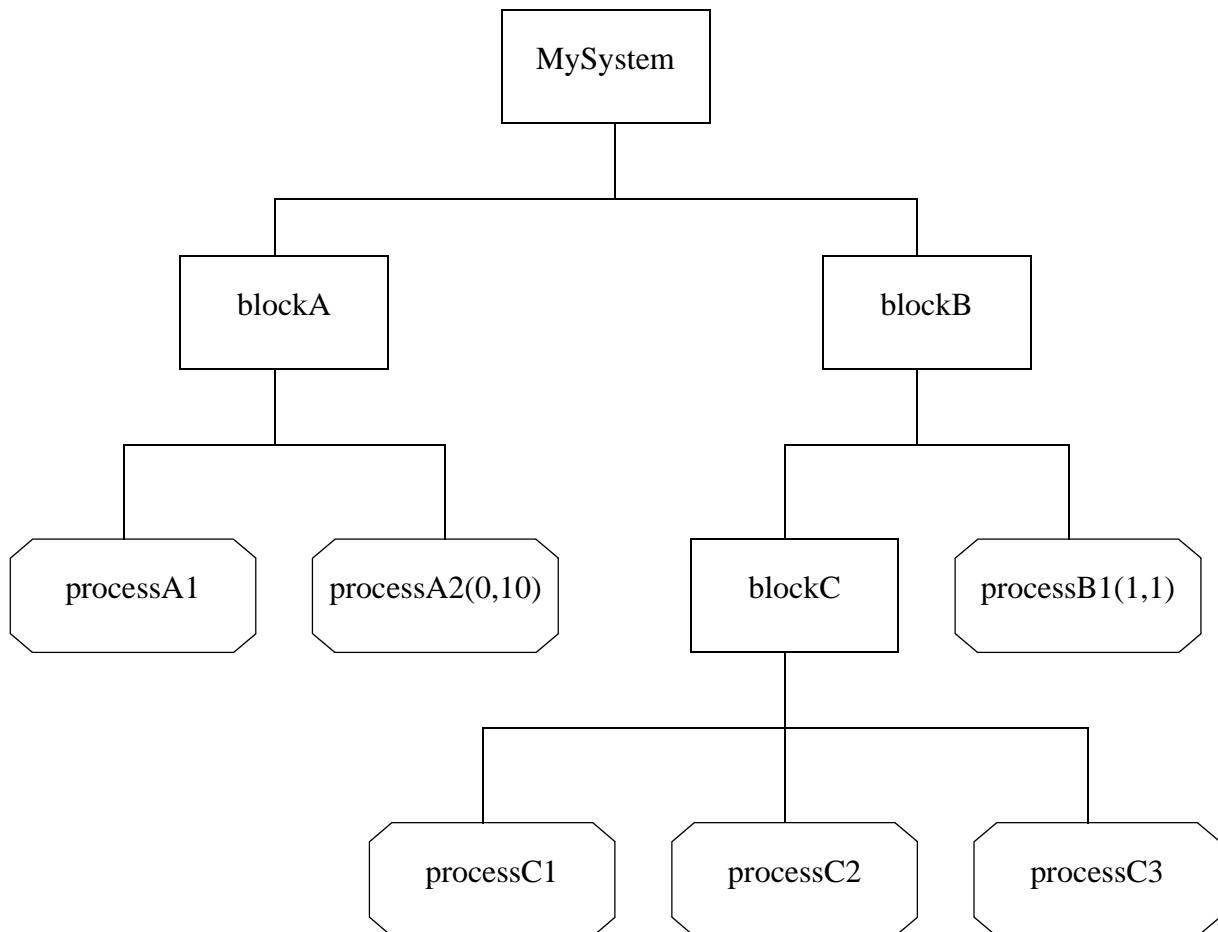 MySystem
blockA
blockB
processA1
processA2(0,10)
blockC
processB1(1,1)
processC1
processC2
processC3